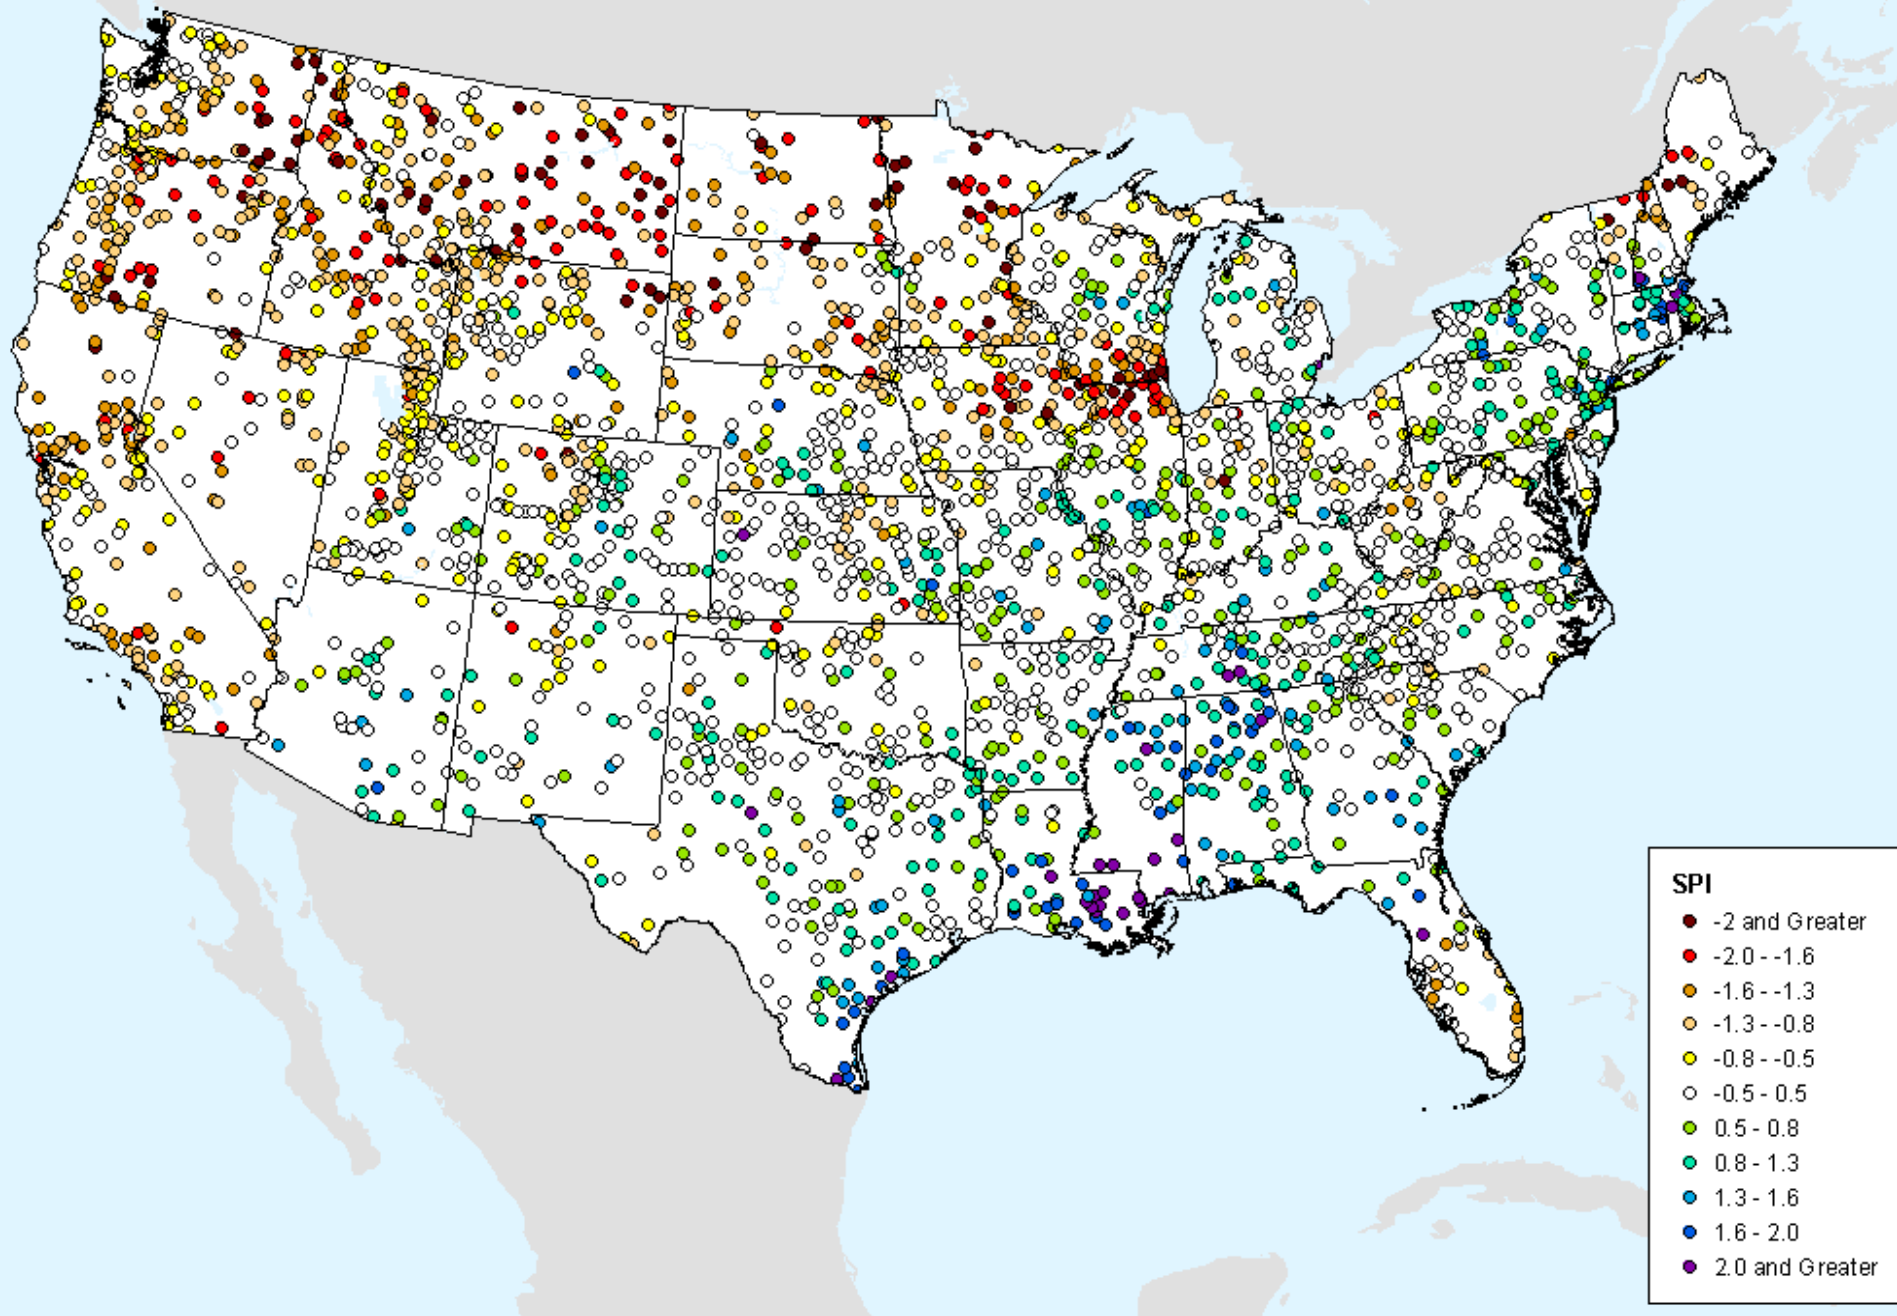 SPI
-2 and Greater
-2.0 - -1.6
-1.6 - -1.3
-1.3 - -0.8
-0.8 - -0.5
-0.5 - 0.5
0.5 - 0.8
0.8 - 1.3
1.3 - 1.6
1.6 - 2.0
2.0 and Greater